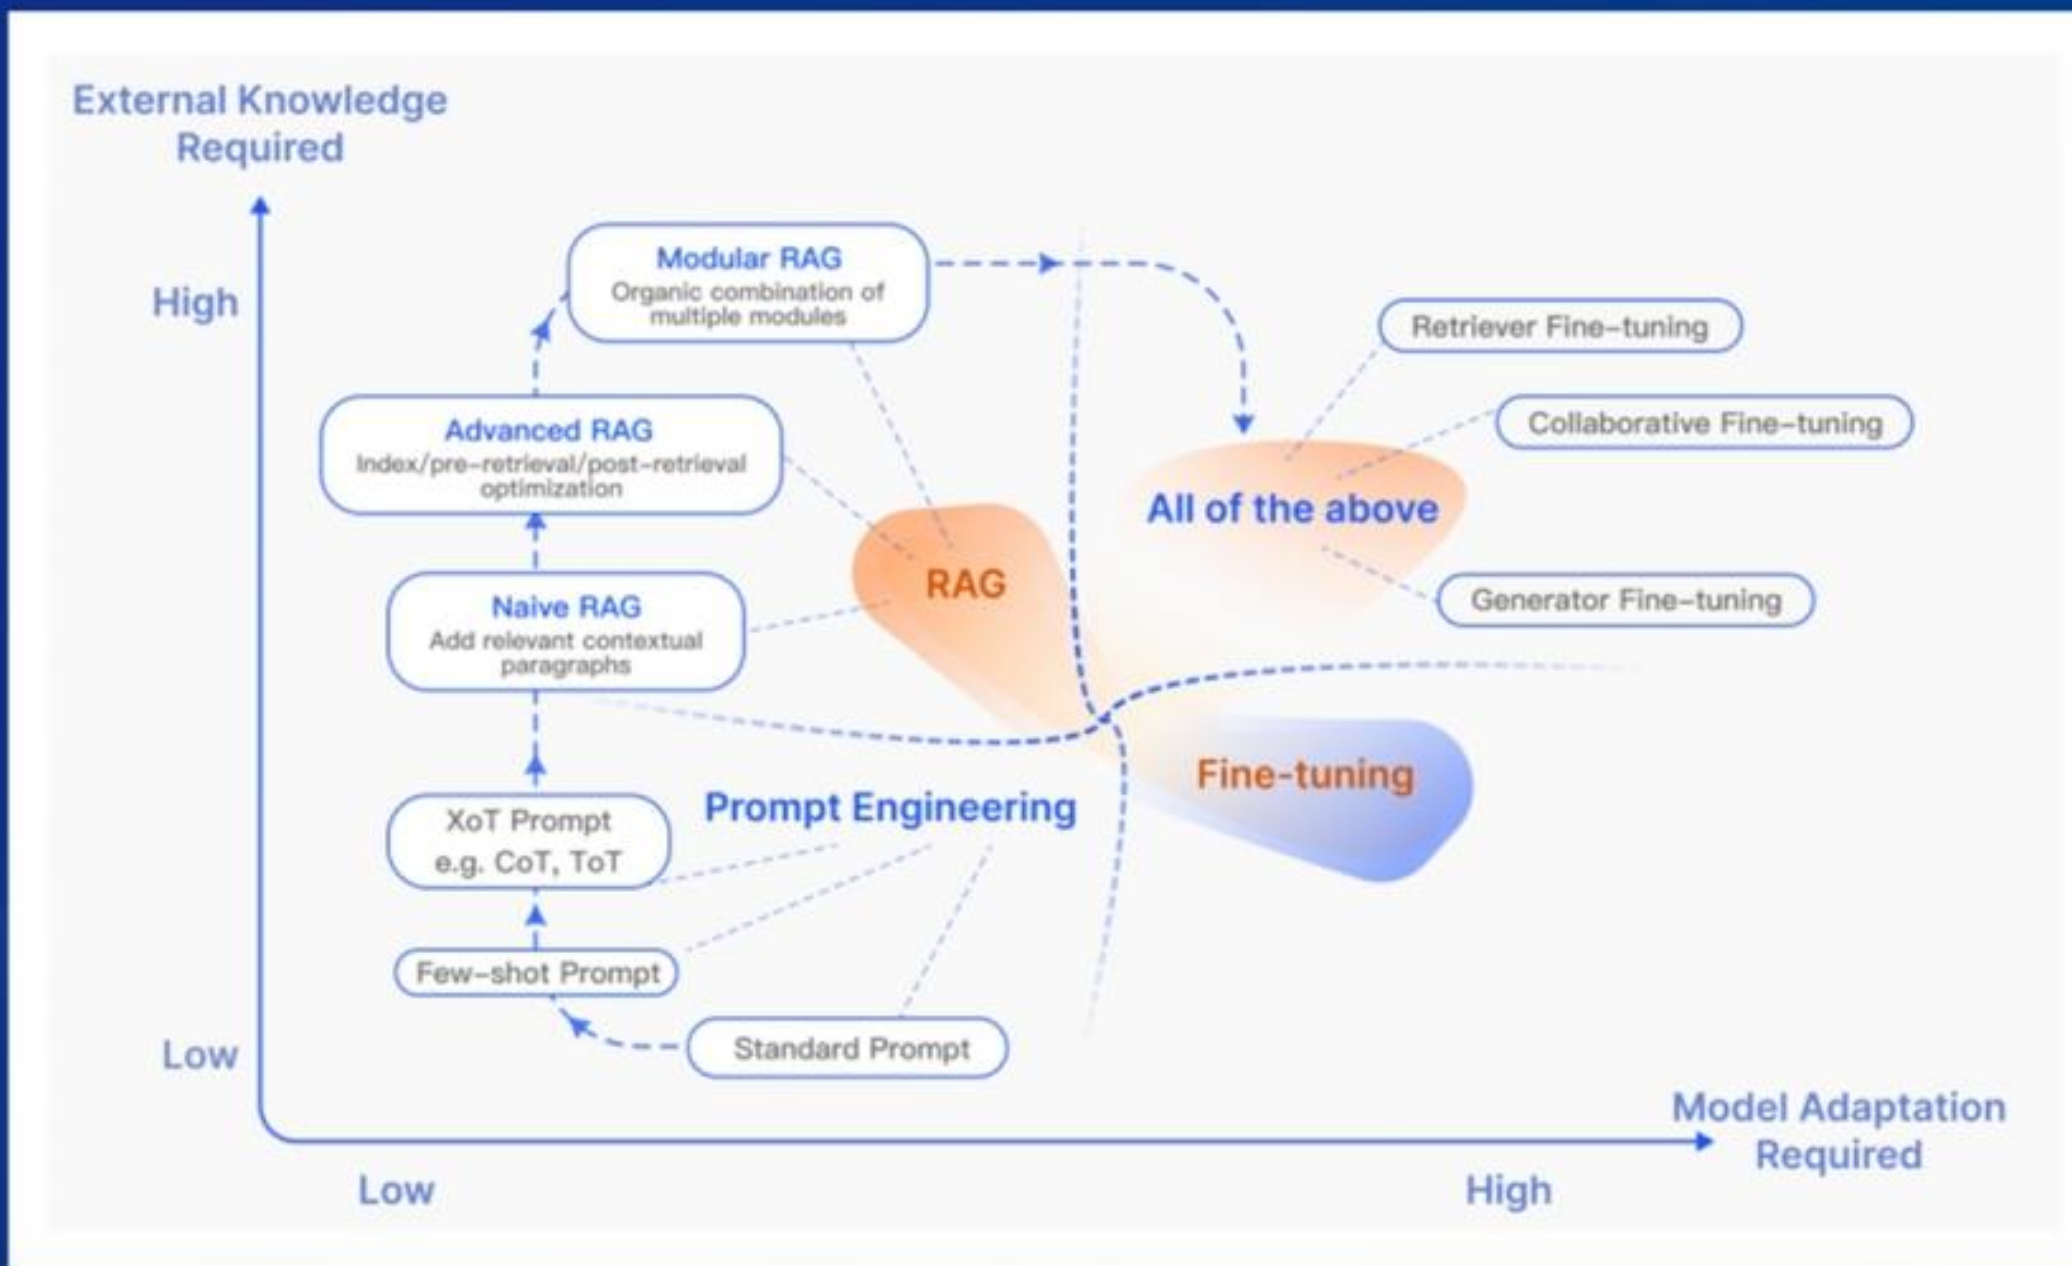 External Knowledge
Required
High
Modular RAG
Organic combination of
multiple modules
Retriever Fine-tuning
Collaborative Fine-tuning
Advanced RAG
Index/pre-retrieval/post-retrieval
optimization
All of the above
RAG
Generator Fine-tuning
Naive RAG
Add relevant contextual
paragraphs
Fine-tuning
Prompt Engineering
XoT Prompt
e.g. CoT, ToT
Few-shot Prompt
Standard Prompt
Low
Model Adaptation
Required
Low
High